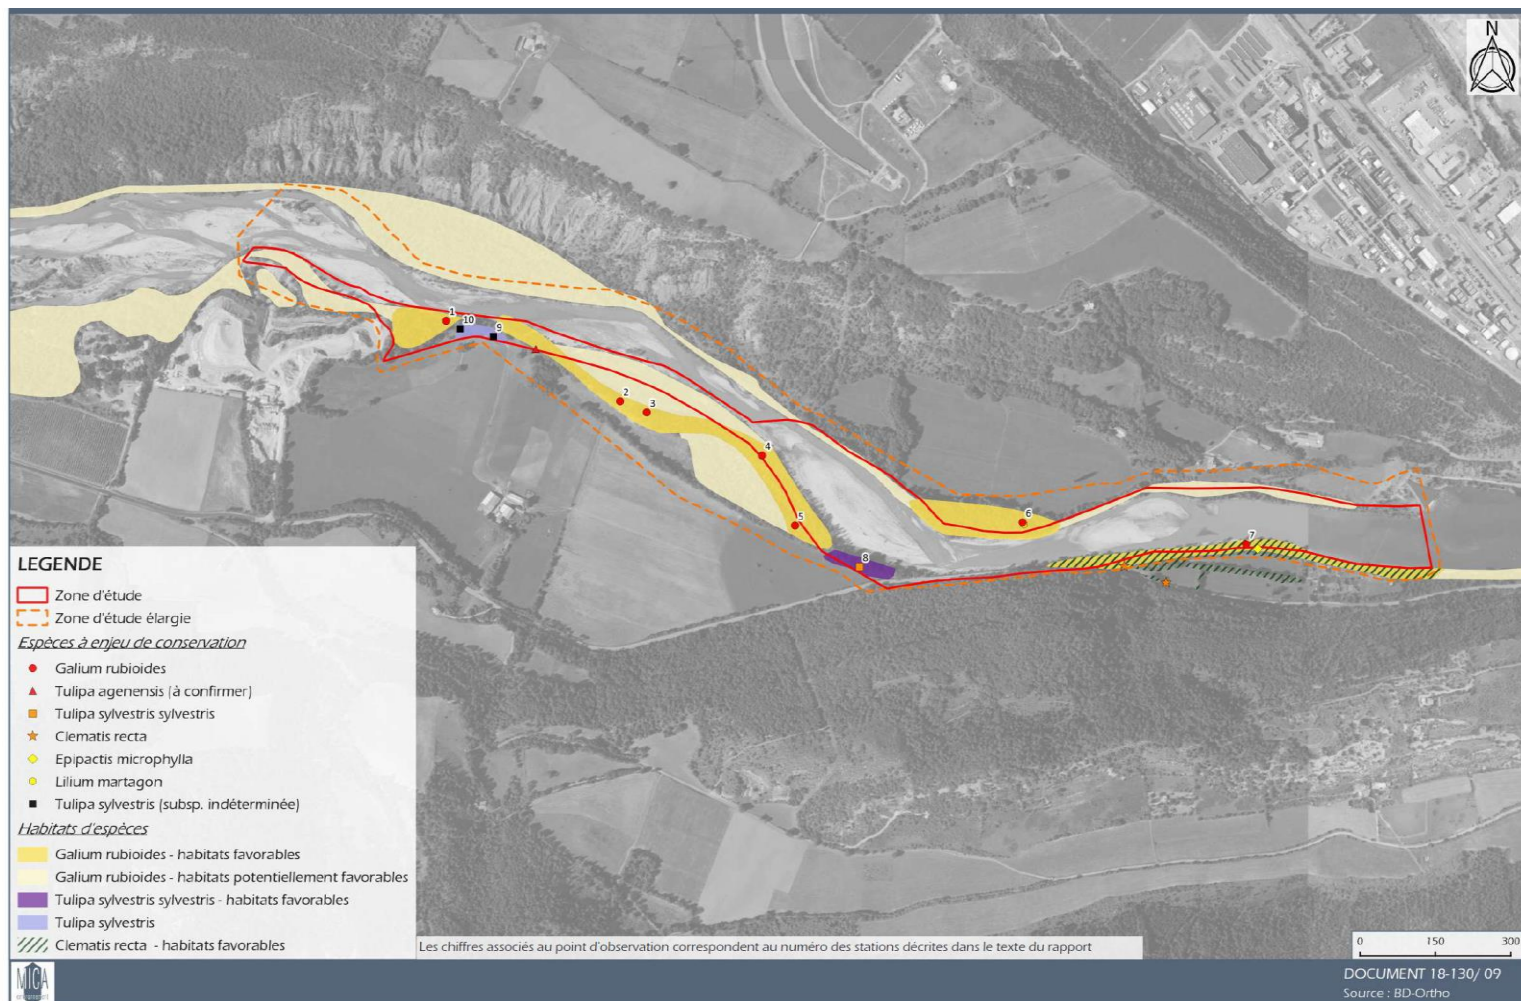 N
1
10
9
2
3
4
5
6
7
8
LEGENDE
Zone d'étude
Zone d'étude élargie
Espèces à enjeu de conservation
Galium rubioides
Tulipa agenensis (à confirmer)
Tulipa sylvestris sylvestris
Clematis recta
Epipactis microphylla
Lilium martagon
Tulipa sylvestris (subsp. indéterminée)
Habitats d'espèces
Galium rubioides - habitats favorables
Galium rubioides - habitats potentiellement favorables
Tulipa sylvestris sylvestris - habitats favorables
Tulipa sylvestris
Clematis recta - habitats favorables
Les chiffres associés au point d'observation correspondent au numéro des stations décrites dans le texte du rapport
0 150 300
MICA
DOCUMENT 18-130/ 09
Source : BD-Ortho